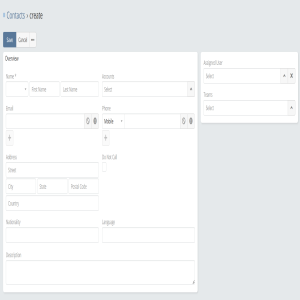 Contacts › create
Save Cancel •••
Overview
Name * Accounts
First Name Last Name Select
Email Phone
Mobile
Address Do Not Call
Street
City State Postal Code
Country
Nationality Language
Description
Assigned User
Select
Teams
Select